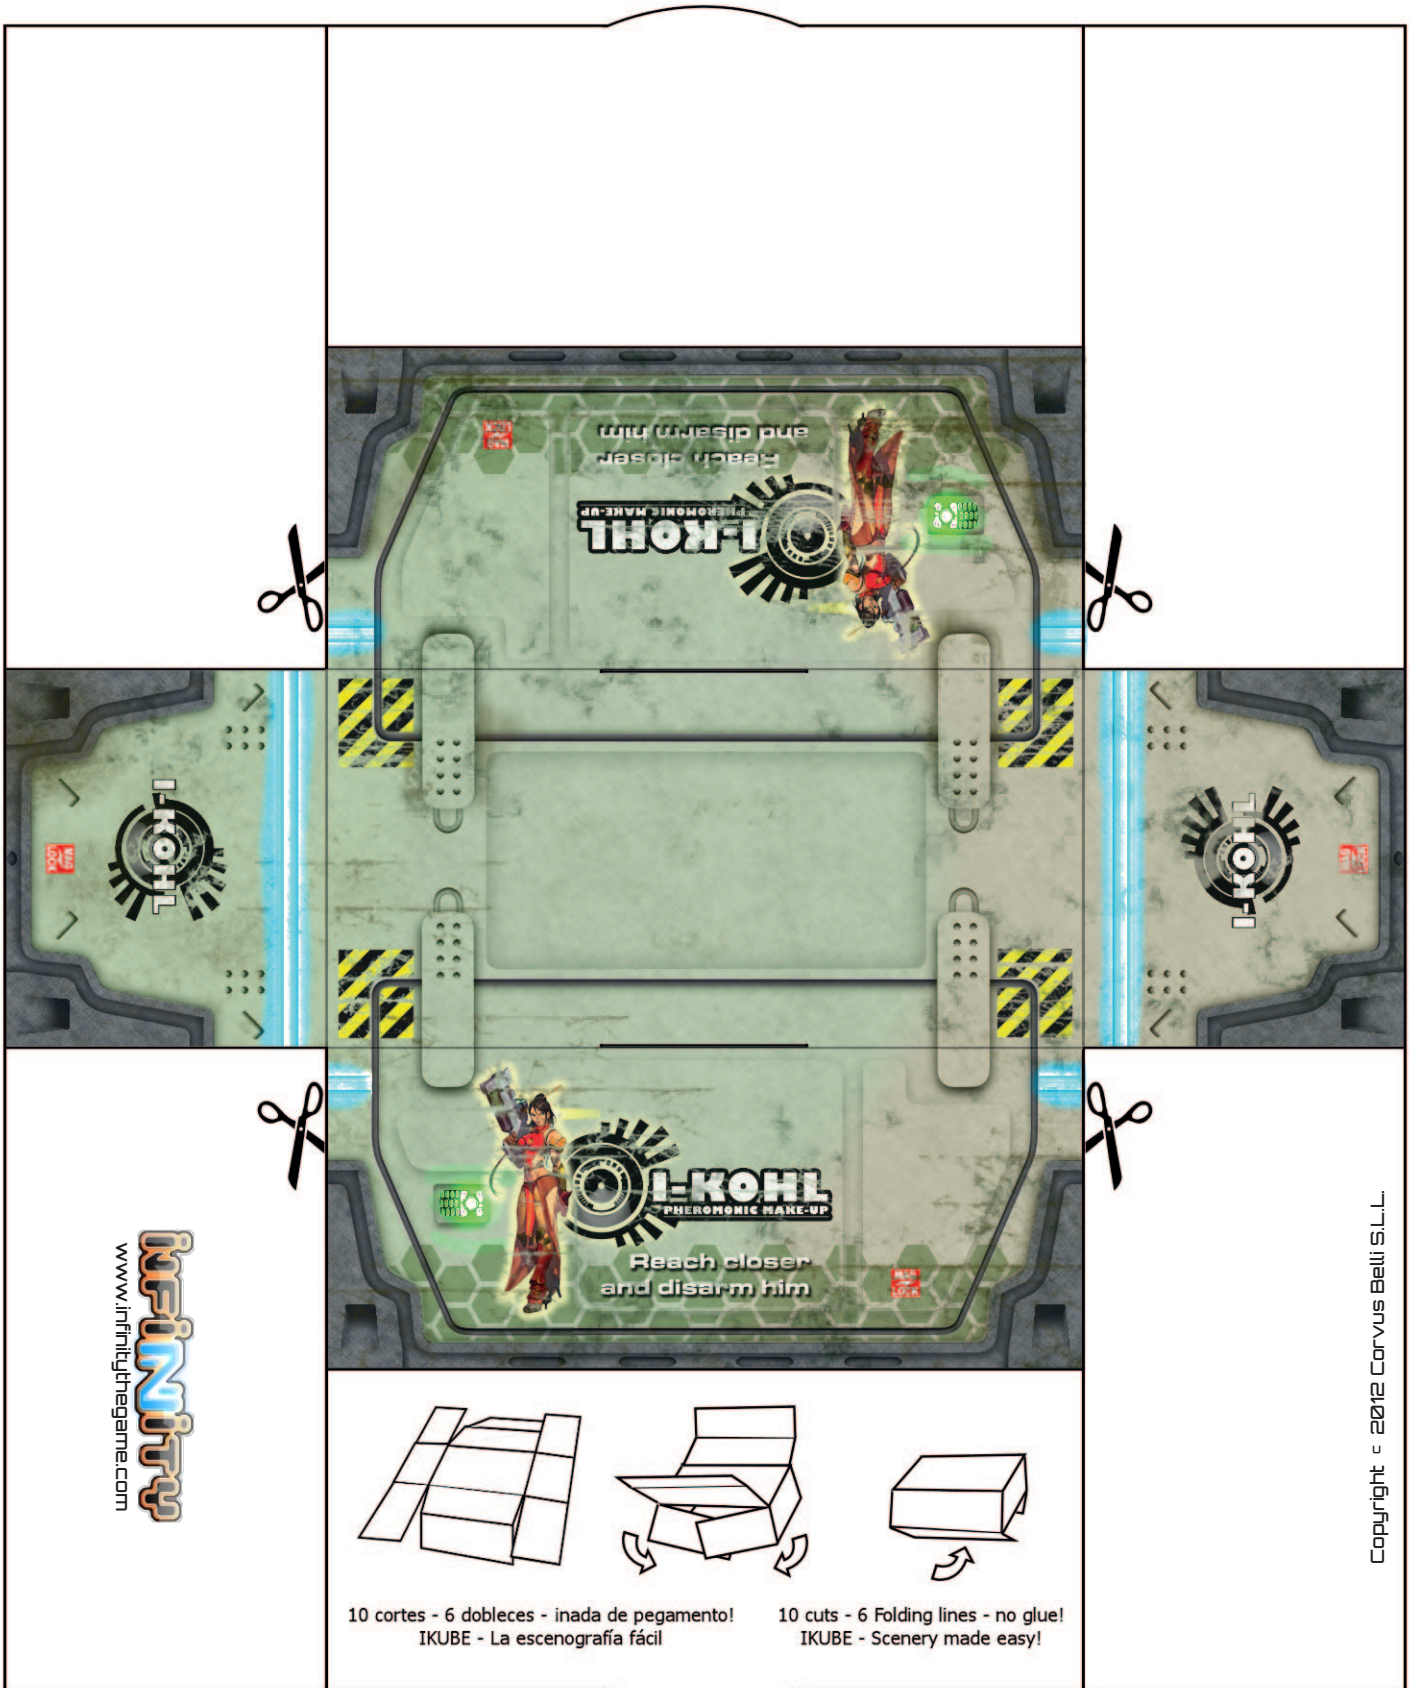 and disarm him
Reach closer
PHEROMONIC MAKE-UP
I-KOHL
I-KOHL
MAG
LOCK
I-KOHL
I-KOHL
PHEROMONIC MAKE-UP
Reach closer
and disarm him
iNFiNiTy
www.infinitythegame.com
Copyright c 2012 Corvus Belli S.L.L.
10 cortes - 6 dobleces - ¡nada de pegamento!
IKUBE - La escenografía fácil
10 cuts - 6 Folding lines - no glue!
IKUBE - Scenery made easy!